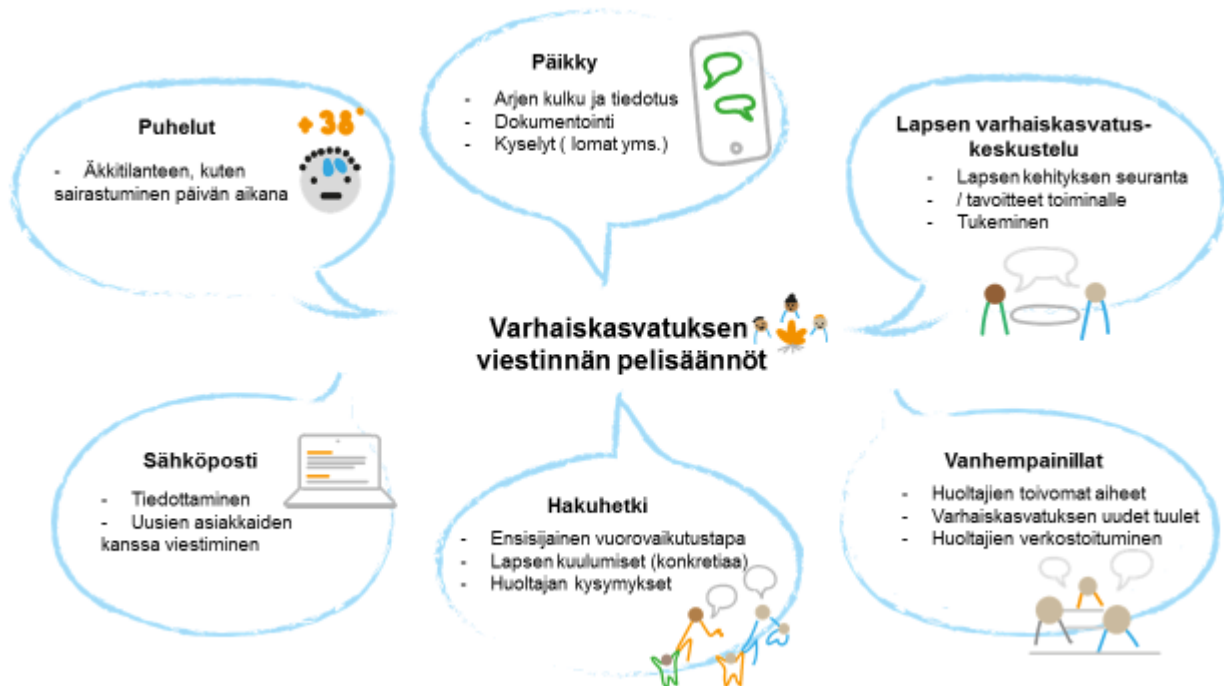 Puhelut
+ 38°
- Äkkitilanteen, kuten
sairastuminen päivän aikana
Päikky
- Arjen kulku ja tiedotus
- Dokumentointi
- Kyselyt ( lomat yms.)
Lapsen varhaiskasvatus-
keskustelu
- Lapsen kehityksen seuranta
- / tavoitteet toiminalle
- Tukeminen
Varhaiskasvatuksen
viestinnän pelisäännöt
Sähköposti
- Tiedottaminen
- Uusien asiakkaiden
kanssa viestiminen
Hakuhetki
- Ensisijainen vuorovaikutustapa
- Lapsen kuulumiset (konkretiaa)
- Huoltajan kysymykset
Vanhempainillat
- Huoltajien toivomat aiheet
- Varhaiskasvatuksen uudet tuulet
- Huoltajien verkostoituminen